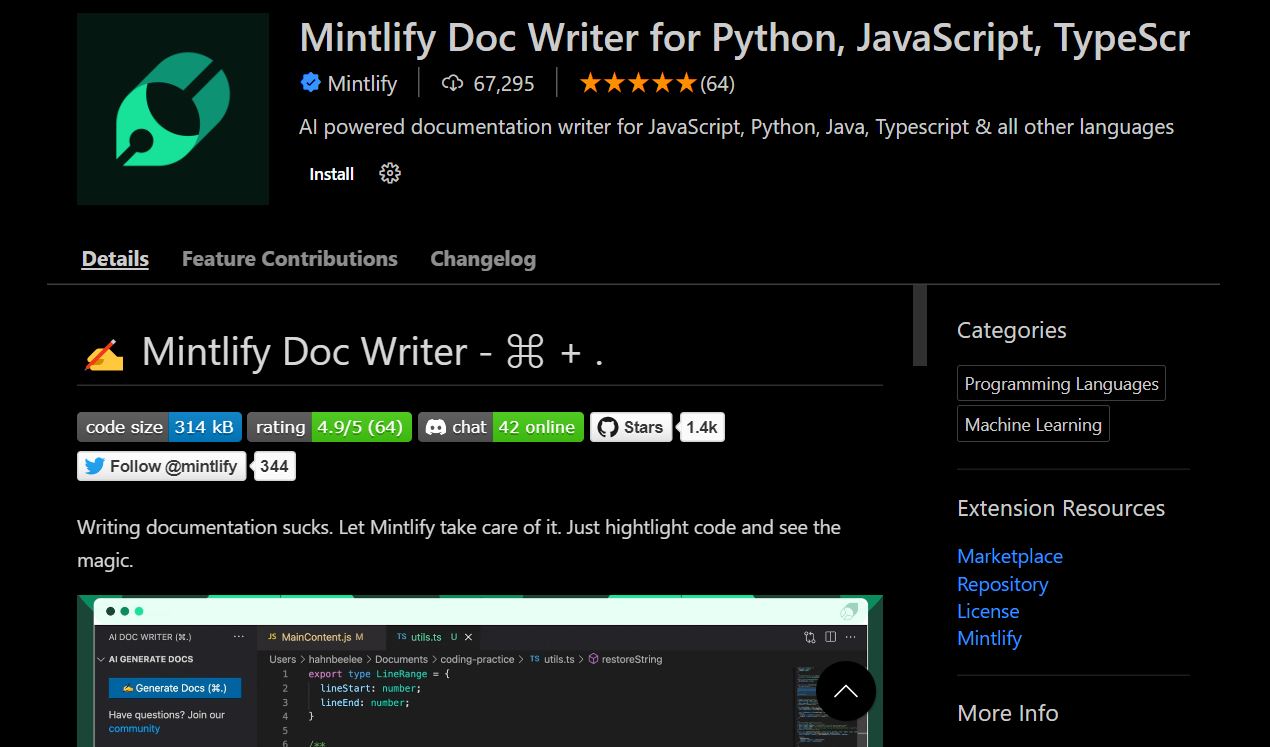 Mintlify Doc Writer for Python, JavaScript, TypeScr
Mintlify
67,295
(64)
AI powered documentation writer for JavaScript, Python, Java, Typescript & all other languages
Install
Details Feature Contributions Changelog
Mintlify Doc Writer - ⌘ + .
code size 314 kB rating 4.9/5 (64) chat 42 online Stars 1.4k
Follow @mintlify 344
Writing documentation sucks. Let Mintlify take care of it. Just hightlight code and see the
magic.
AI DOC WRITER (⌘.) ···
AI GENERATE DOCS
Generate Docs (⌘.)
Have questions? Join our
community
JS MainContent.js M TS utils.ts U
Users > hahnbeelee > Documents > coding-practice > TS utils.ts > restoreString
1 export type LineRange = {
2 lineStart: number;
3 lineEnd: number;
4 }
5
6 /**
Categories
Programming Languages
Machine Learning
Extension Resources
Marketplace
Repository
License
Mintlify
More Info